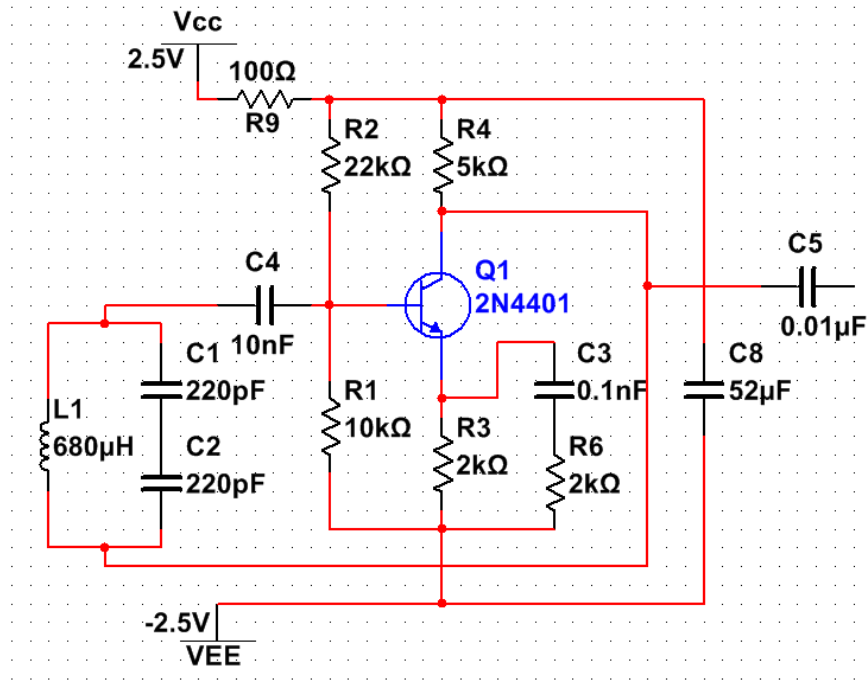 Vcc
2.5V
100Ω
R9
R2
22kΩ
R4
5kΩ
C4
10nF
Q1
2N4401
C5
0.01µF
C1
220pF
C3
0.1nF
C8
52µF
L1
680µH
R1
10kΩ
C2
220pF
R3
2kΩ
R6
2kΩ
-2.5V
VEE